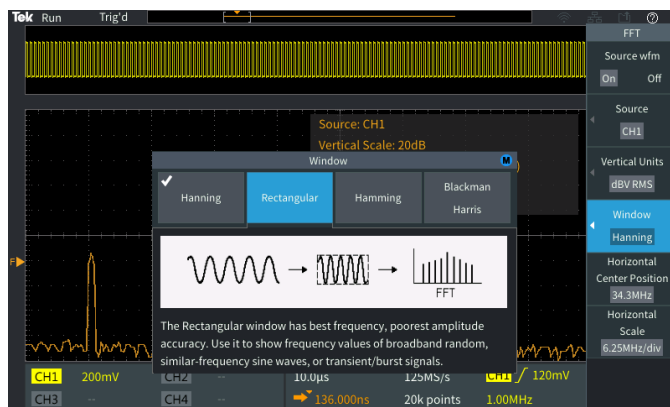 Tek Run Trig'd
FFT
Source wfm
On Off
Source
CH1
Vertical Units
dBV RMS
Window
Hanning
Horizontal
Center Position
34.3MHz
Horizontal
Scale
6.25MHz/div
Source: CH1
Vertical Scale: 20dB
Window M
Hanning
Rectangular
Hamming
Blackman
Harris
FFT
The Rectangular window has best frequency, poorest amplitude
accuracy. Use it to show frequency values of broadband random,
similar-frequency sine waves, or transient/burst signals.
F
CH1 200mV CH2 -- 10.0µs 125MS/s CH1 120mV
CH3 -- CH4 -- 136.000ns 20k points 1.00MHz